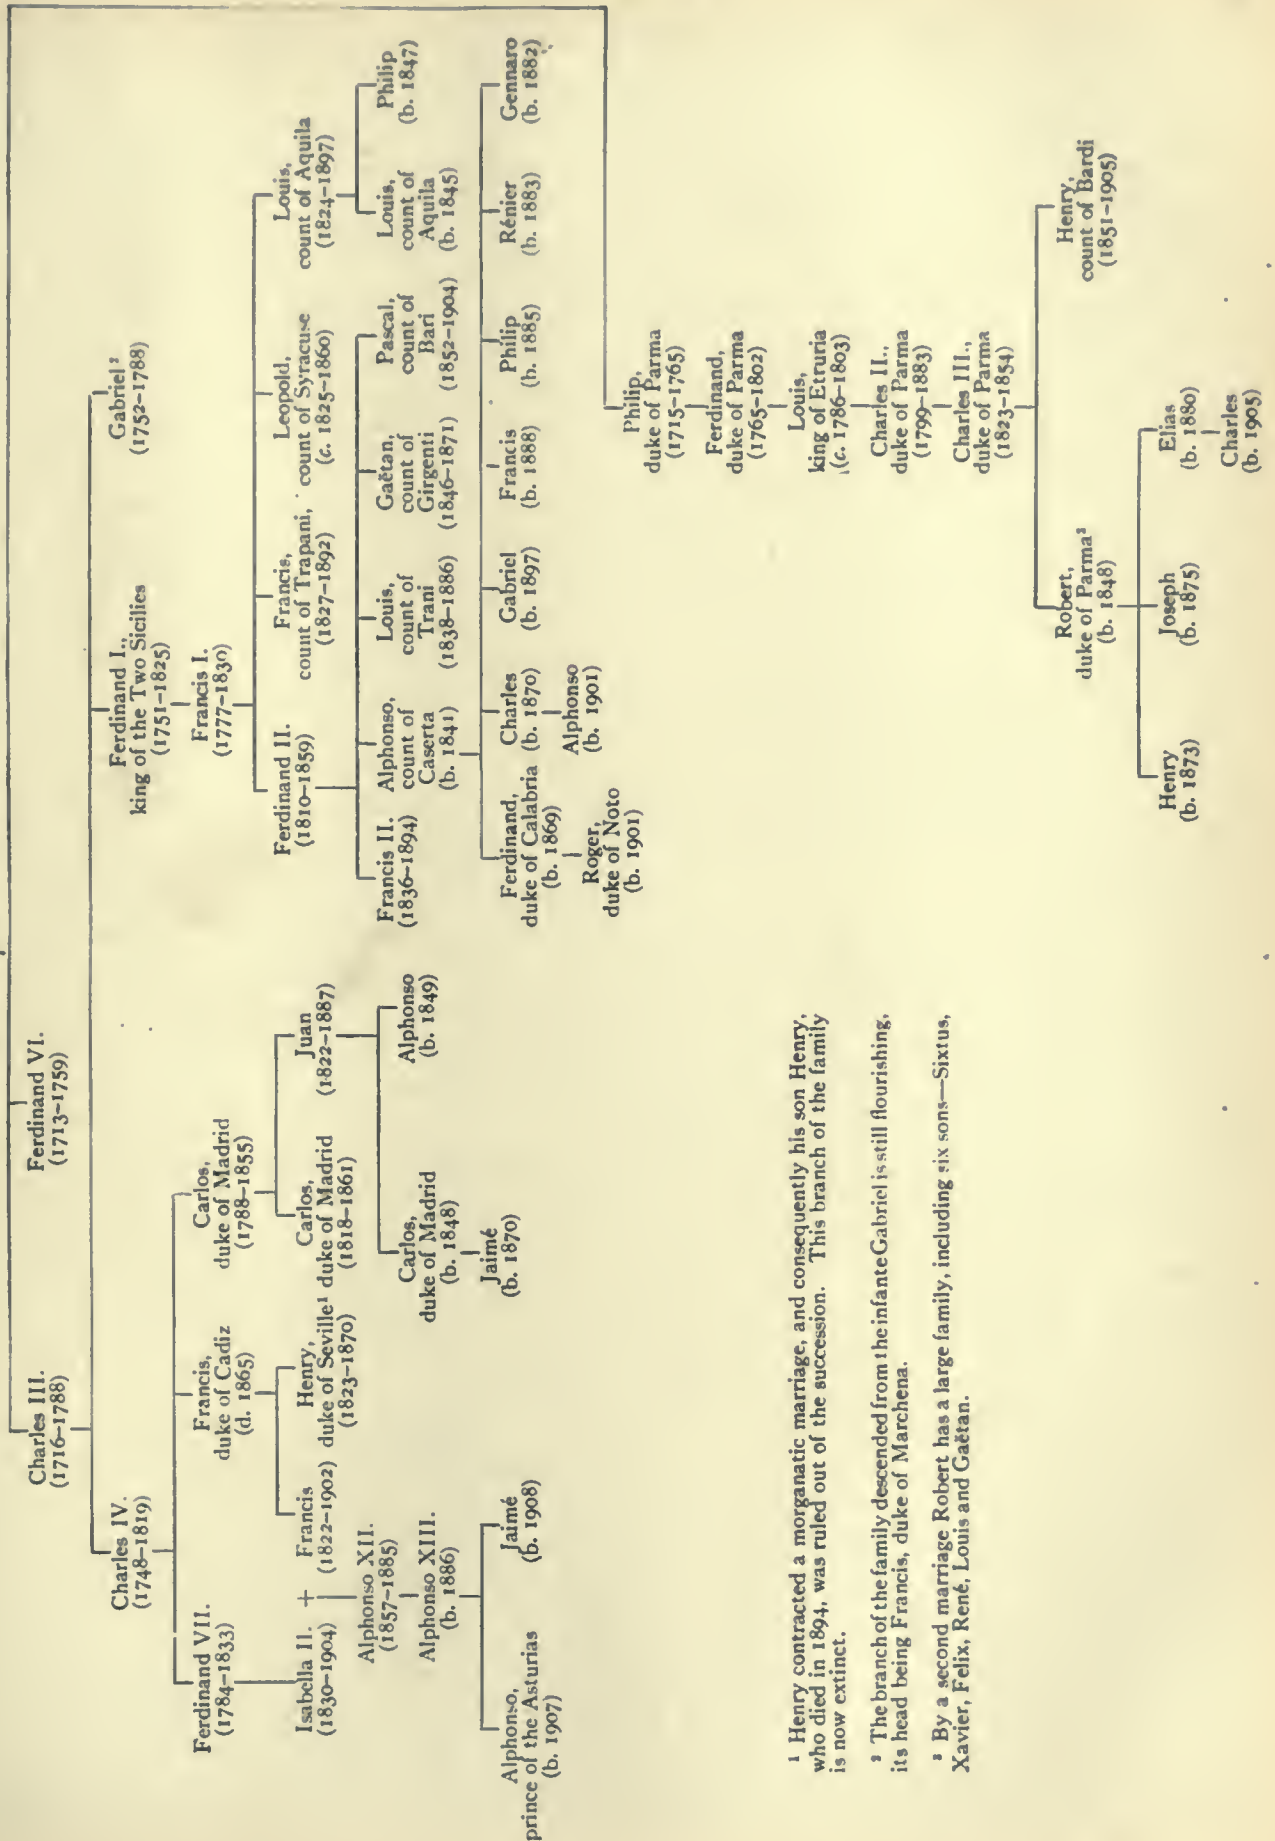 Charles III.
(1716–1788)
Ferdinand VI.
(1713–1759)
Charles IV.
(1748–1819)
Ferdinand I.,
king of the Two Sicilies
(1751–1825)
Gabriel²
(1752–1788)
Ferdinand VII.
(1784–1833)
Francis,
duke of Cadiz
(d. 1865)
Carlos,
duke of Madrid
(1788–1855)
Francis I.
(1777–1830)
Isabella II.
(1830–1904)
+
Francis
(1822–1902)
Henry,
duke of Seville¹
(1823–1870)
Carlos,
duke of Madrid
(1818–1861)
Juan
(1822–1887)
Ferdinand II.
(1810–1859)
Francis,
count of Trapani,
(1827–1892)
Leopold,
count of Syracuse
(c. 1825–1860)
Louis,
count of Aquila
(1824–1897)
Alphonso XII.
(1857–1885)
Alphonso XIII.
(b. 1886)
Carlos,
duke of Madrid
(b. 1848)
Alphonso
(b. 1849)
Francis II.
(1836–1894)
Alphonso,
count of
Caserta
(b. 1841)
Louis,
count of
Trani
(1838–1886)
Gaëtan,
count of
Girgenti
(1846–1871)
Pascal,
count of
Bari
(1852–1904)
Louis,
count of
Aquila
(b. 1845)
Philip
(b. 1847)
Alphonso,
prince of the Asturias
(b. 1907)
Jaimé
(b. 1908)
Jaimé
(b. 1870)
Ferdinand,
duke of Calabria
(b. 1869)
Charles
(b. 1870)
Gabriel
(b. 1897)
Francis
(b. 1888)
Philip
(b. 1885)
Rénier
(b. 1883)
Gennaro
(b. 1882)
Roger,
duke of Noto
(b. 1901)
Alphonso
(b. 1901)
Philip,
duke of Parma
(1715–1765)
Ferdinand,
duke of Parma
(1765–1802)
Louis,
king of Etruria
(c. 1786–1803)
Charles II.,
duke of Parma
(1799–1883)
Charles III.,
duke of Parma
(1823–1854)
Robert,
duke of Parma³
(b. 1848)
Henry,
count of Bardi
(1851–1905)
Henry
(b. 1873)
Joseph
(b. 1875)
Elias
(b. 1880)
Charles
(b. 1905)
¹ Henry contracted a morganatic marriage, and consequently his son Henry,
who died in 1894, was ruled out of the succession. This branch of the family
is now extinct.
² The branch of the family descended from the infante Gabriel is still flourishing,
its head being Francis, duke of Marchena.
³ By a second marriage Robert has a large family, including six sons—Sixtus,
Xavier, Felix, René, Louis and Gaëtan.